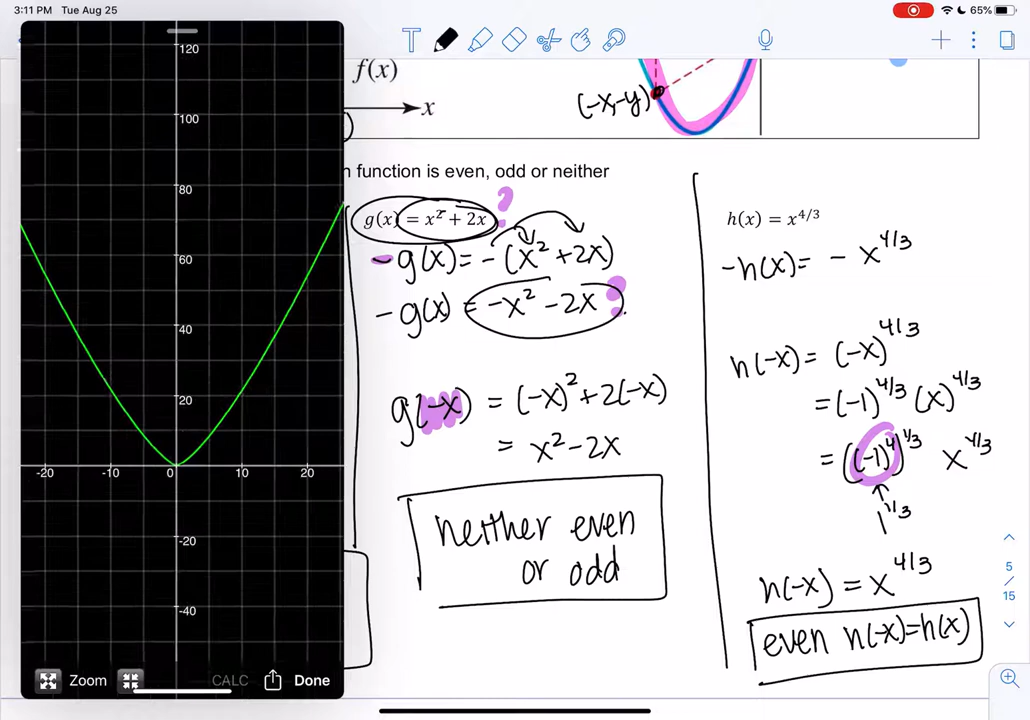 3:11 PM Tue Aug 25
65%
T
120
100
80
60
40
20
-20 -10 0 10 20
-20
-40
Zoom CALC Done
f(x)
x
(-x,-y)
n function is even, odd or neither
g(x) = x² + 2x ?
-g(x) = -(x² + 2x)
-g(x) = -x² - 2x ?
g(-x) = (-x)² + 2(-x)
= x² - 2x
neither even
or odd
h(x) = x^{4/3}
-h(x) = - x^{4/3}
h(-x) = (-x)^{4/3}
= (-1)^{4/3} (x)^{4/3}
= ((-1)^4)^{1/3} x^{4/3}
↑
1^{1/3}
h(-x) = x^{4/3}
even h(-x)=h(x)
5
/
15